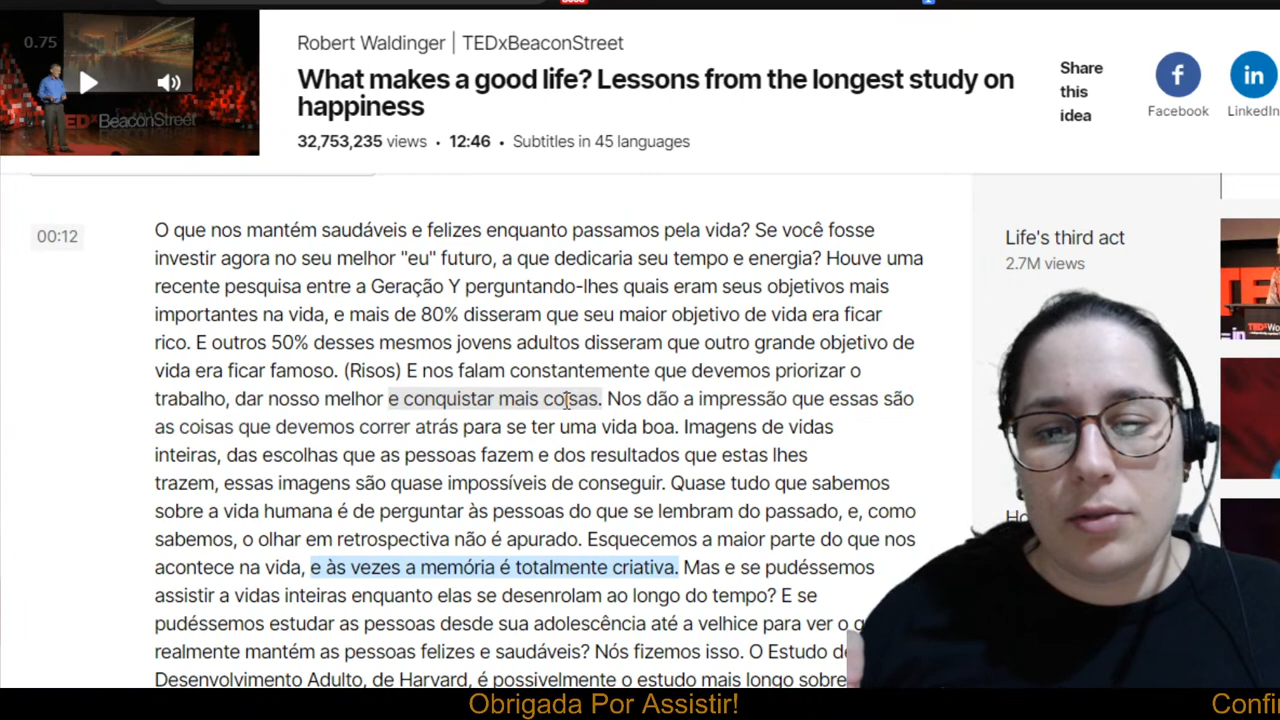 0.75
EDxBeaconStreet
Robert Waldinger | TEDxBeaconStreet
What makes a good life? Lessons from the longest study on
happiness
32,753,235 views • 12:46 • Subtitles in 45 languages
Share
this
idea
f
Facebook
in
LinkedIn
00:12
O que nos mantém saudáveis e felizes enquanto passamos pela vida? Se você fosse
investir agora no seu melhor "eu" futuro, a que dedicaria seu tempo e energia? Houve uma
recente pesquisa entre a Geração Y perguntando-lhes quais eram seus objetivos mais
importantes na vida, e mais de 80% disseram que seu maior objetivo de vida era ficar
rico. E outros 50% desses mesmos jovens adultos disseram que outro grande objetivo de
vida era ficar famoso. (Risos) E nos falam constantemente que devemos priorizar o
trabalho, dar nosso melhor e conquistar mais coisas. Nos dão a impressão que essas são
as coisas que devemos correr atrás para se ter uma vida boa. Imagens de vidas
inteiras, das escolhas que as pessoas fazem e dos resultados que estas lhes
trazem, essas imagens são quase impossíveis de conseguir. Quase tudo que sabemos
sobre a vida humana é de perguntar às pessoas do que se lembram do passado, e, como
sabemos, o olhar em retrospectiva não é apurado. Esquecemos a maior parte do que nos
acontece na vida, e às vezes a memória é totalmente criativa. Mas e se pudéssemos
assistir a vidas inteiras enquanto elas se desenrolam ao longo do tempo? E se
pudéssemos estudar as pessoas desde sua adolescência até a velhice para ver o
realmente mantém as pessoas felizes e saudáveis? Nós fizemos isso. O Estudo
Desenvolvimento Adulto, de Harvard, é possivelmente o estudo mais longo sobre
Life's third act
2.7M views
Obrigada Por Assistir!